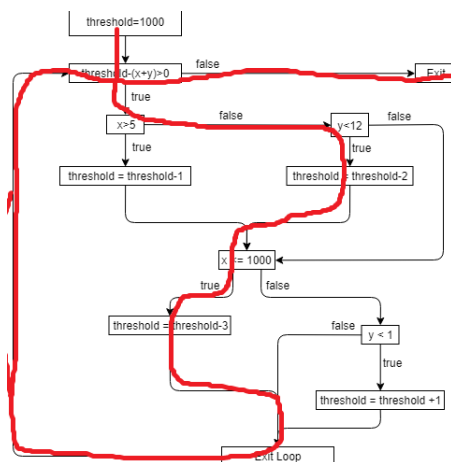 threshold=1000
threshold-(x+y)>0
false
Exit
true
x>5
false
y<12
false
true
true
threshold = threshold-1
threshold = threshold-2
x <= 1000
true
false
threshold = threshold-3
false
y < 1
true
threshold = threshold +1
Exit Loop